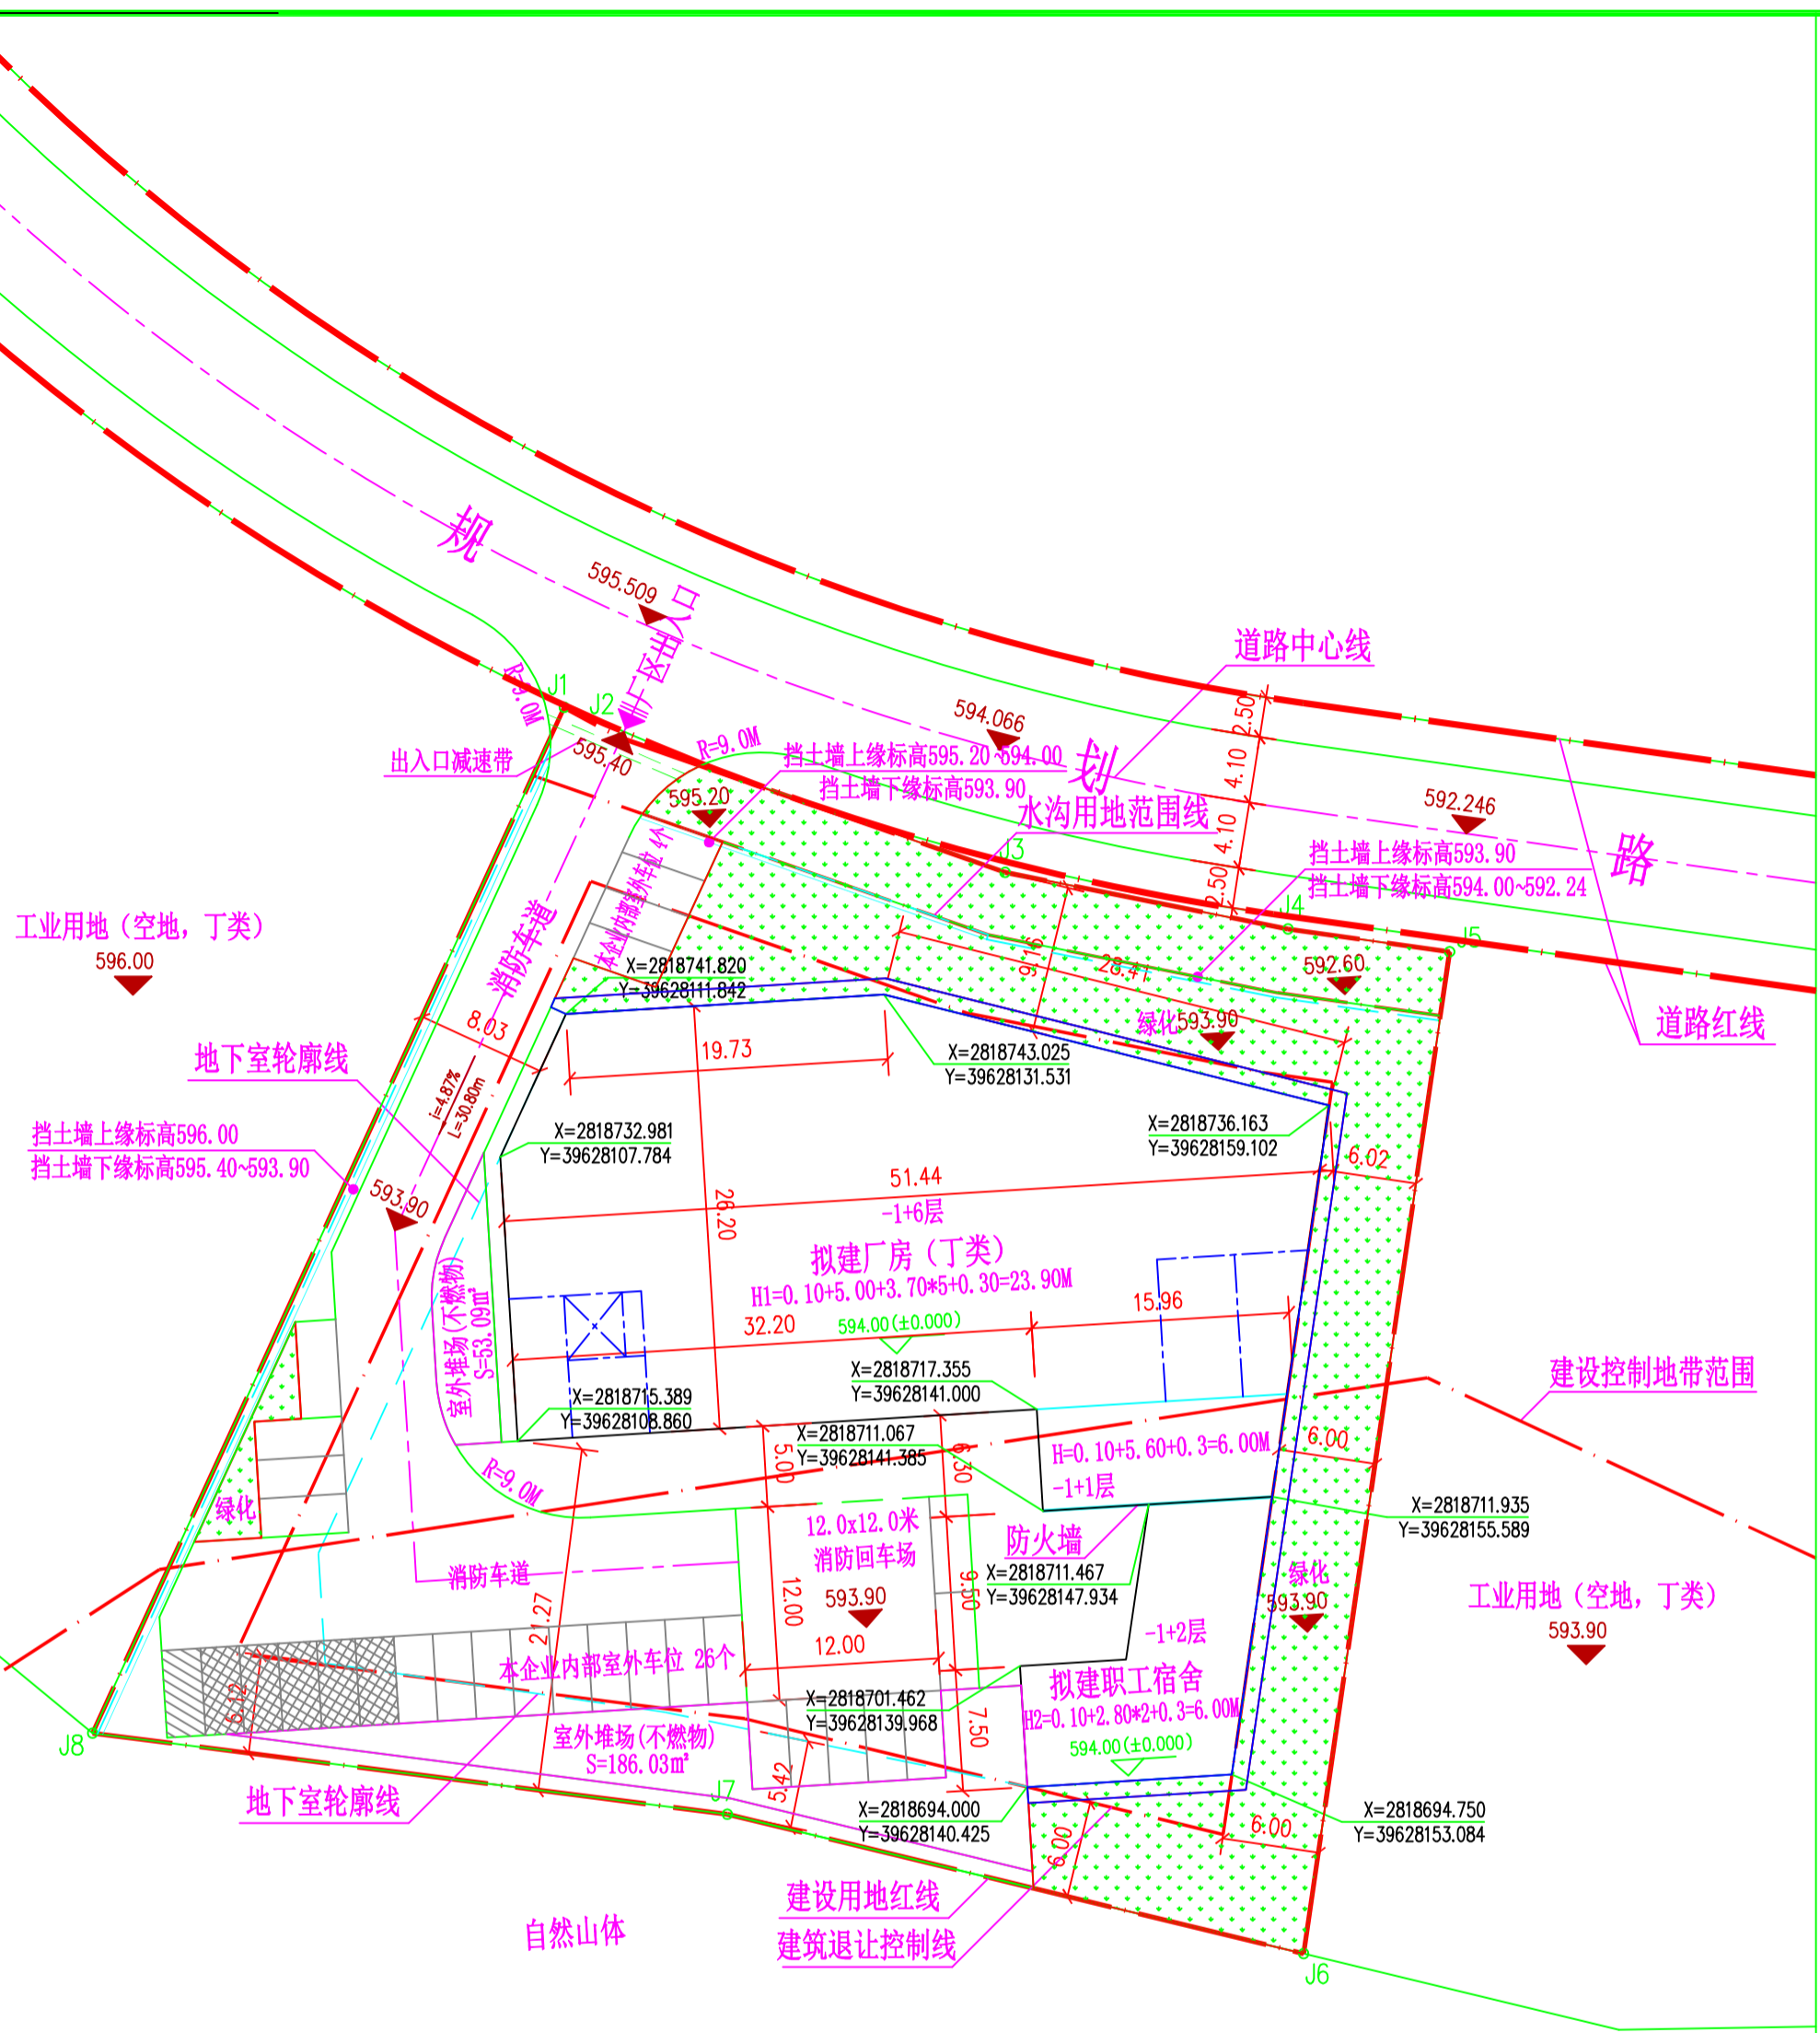 规
划
路
595.509
厂区出入口
道路中心线
2.50
4.10
4.10
2.50
594.066
592.246
R=9.0M
J1
J2
595.40
出入口减速带
R=9.0M
挡土墙上缘标高595.20~594.00
挡土墙下缘标高593.90
595.20
水沟用地范围线
J3
挡土墙上缘标高593.90
挡土墙下缘标高594.00~592.24
J4
J5
道路红线
工业用地（空地，丁类）
596.00
消防车道
本企业内部室外车位 4个
X=2818741.820
Y=39628111.842
9.16
28.41
592.60
绿化
593.90
8.03
19.73
X=2818743.025
Y=39628131.531
地下室轮廓线
i=4.87%
L=30.80m
挡土墙上缘标高596.00
挡土墙下缘标高595.40~593.90
X=2818732.981
Y=39628107.784
X=2818736.163
Y=39628159.102
6.02
593.90
51.44
-1+6层
26.20
拟建厂房（丁类）
H1=0.10+5.00+3.70*5+0.30=23.90M
15.96
32.20
594.00(±0.000)
室外堆场(不燃物)
S=53.09㎡
X=2818717.355
Y=39628141.000
建设控制地带范围
X=2818715.389
Y=39628108.860
X=2818711.067
Y=39628141.385
5.00
6.30
H=0.10+5.60+0.3=6.00M
-1+1层
6.00
R=9.0M
绿化
X=2818711.935
Y=39628155.589
12.0x12.0米
消防回车场
防火墙
X=2818711.467
Y=39628147.934
消防车道
593.90
12.00
9.50
绿化
593.90
工业用地（空地，丁类）
593.90
21.27
12.00
-1+2层
本企业内部室外车位 26个
拟建职工宿舍
H2=0.10+2.80*2+0.3=6.00M
594.00(±0.000)
5.12
X=2818701.462
Y=39628139.968
7.50
J8
室外堆场(不燃物)
S=186.03㎡
5.42
地下室轮廓线
J7
X=2818694.000
Y=39628140.425
X=2818694.750
Y=39628153.084
6.00
6.00
建设用地红线
建筑退让控制线
自然山体
J6